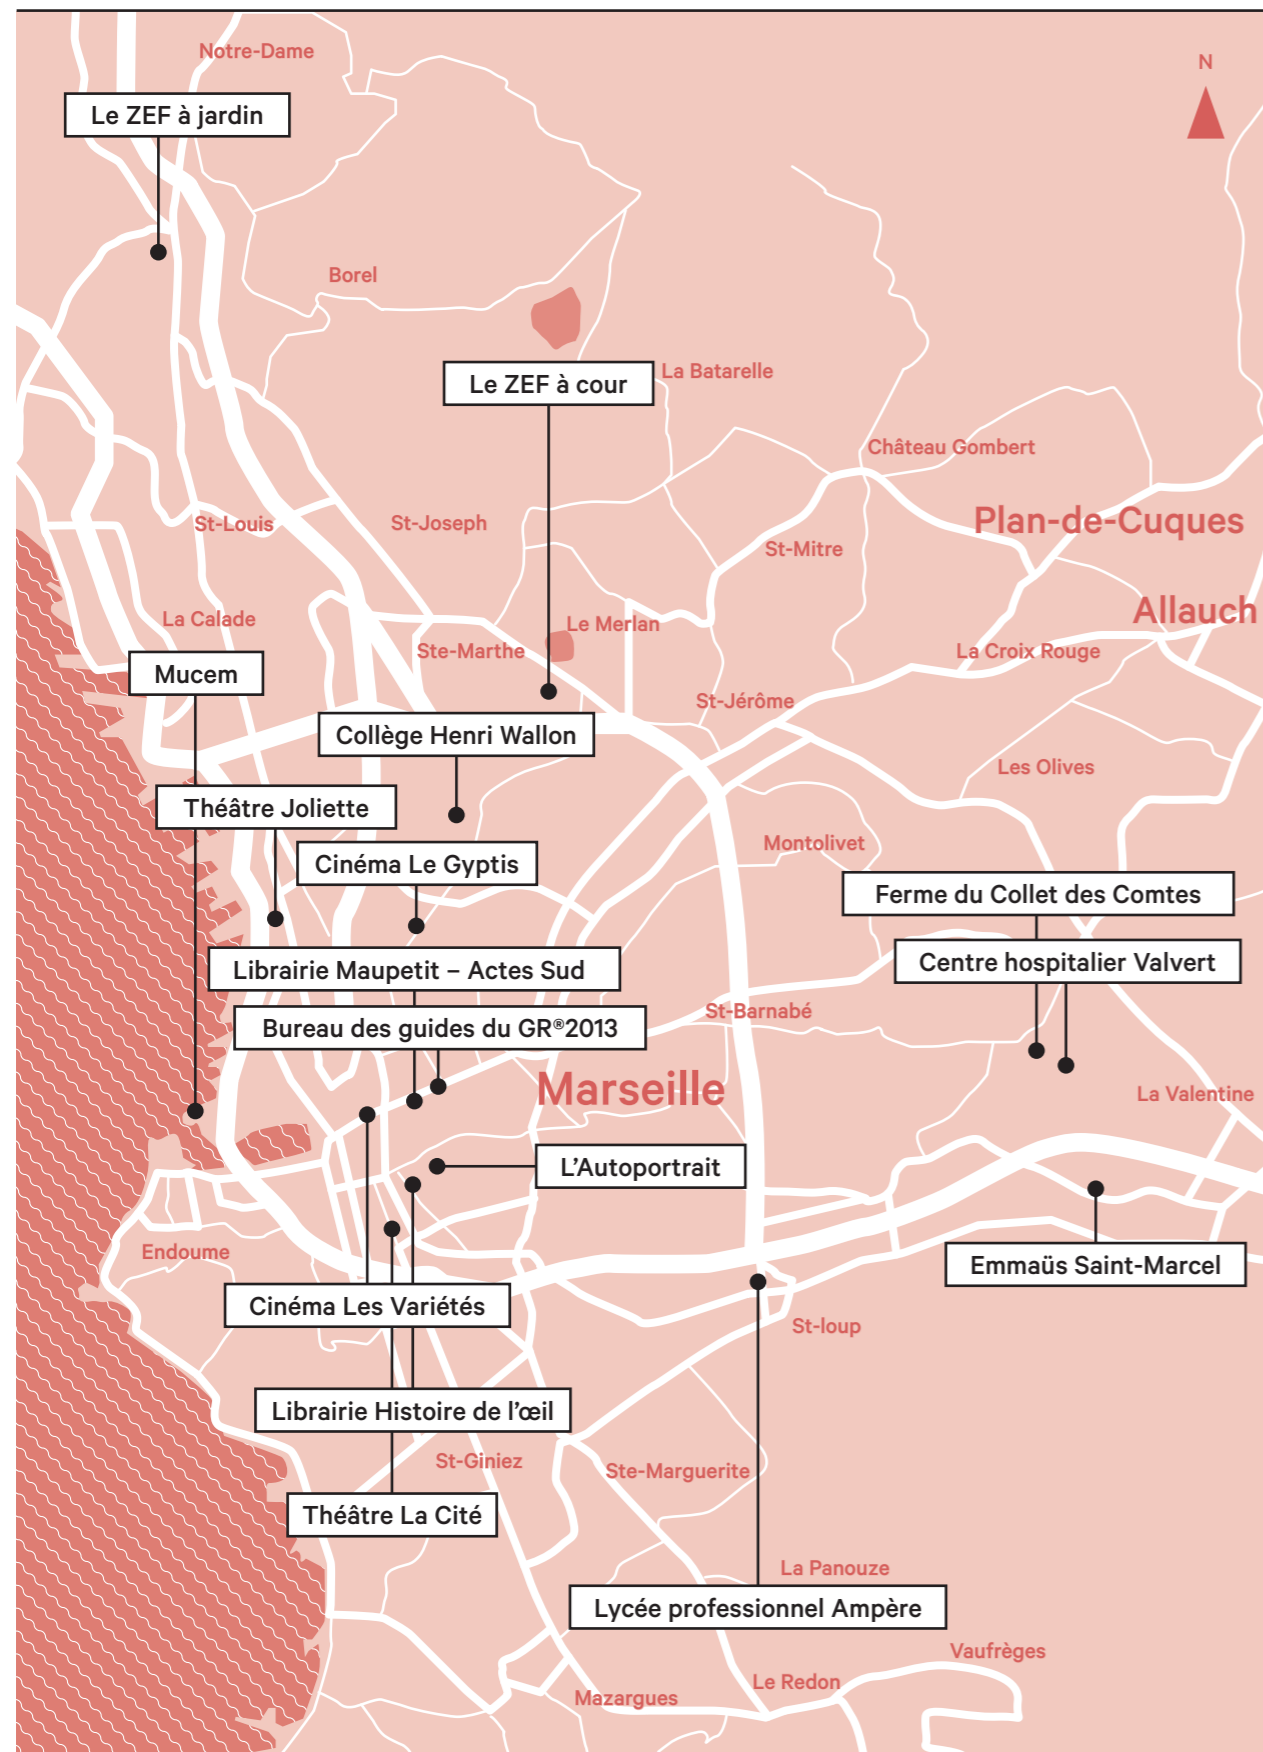 Notre-Dame
N
Le ZEF à jardin
Borel
Le ZEF à cour
La Batarelle
Château Gombert
St-Louis
St-Joseph
Plan-de-Cuques
St-Mitre
La Calade
Le Merlan
Allauch
Ste-Marthe
La Croix Rouge
Mucem
St-Jérôme
Collège Henri Wallon
Les Olives
Théâtre Joliette
Montolivet
Cinéma Le Gyptis
Ferme du Collet des Comtes
Librairie Maupetit – Actes Sud
Centre hospitalier Valvert
St-Barnabé
Bureau des guides du GR®2013
Marseille
La Valentine
L’Autoportrait
Endoume
Emmaüs Saint-Marcel
Cinéma Les Variétés
St-loup
Librairie Histoire de l’œil
St-Giniez
Ste-Marguerite
Théâtre La Cité
La Panouze
Lycée professionnel Ampère
Vaufrèges
Le Redon
Mazargues